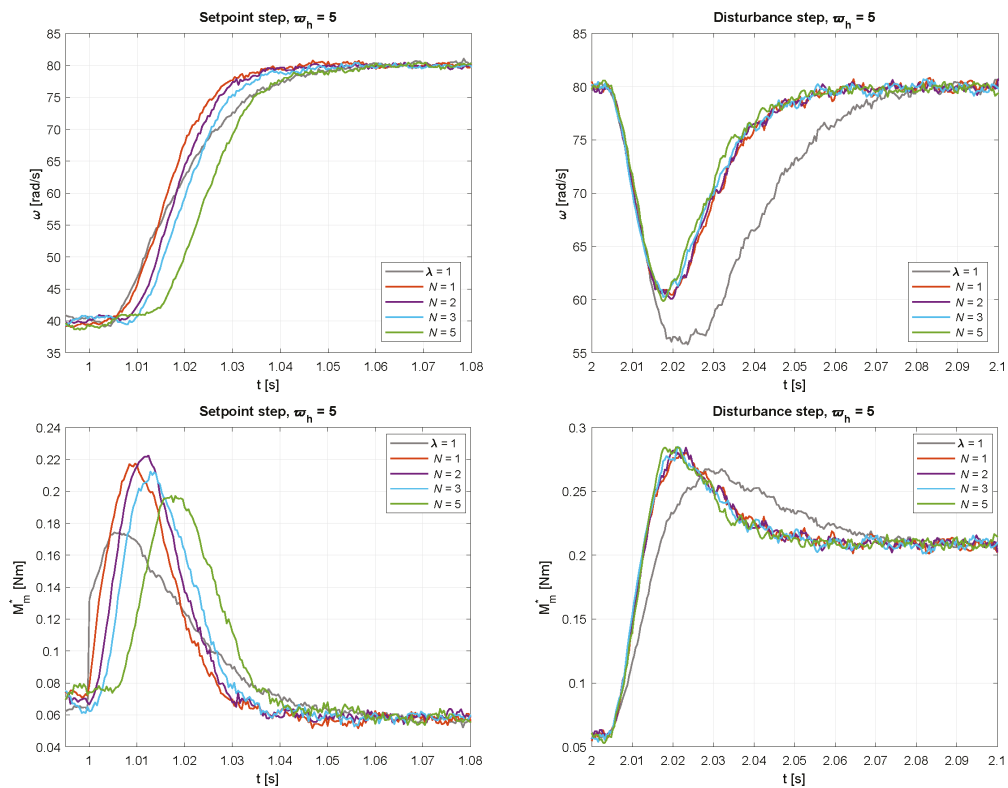 Setpoint step, ϖh = 5
85
80
75
70
65
60
55
50
45
40
35
ω [rad/s]
1
1.01
1.02
1.03
1.04
1.05
1.06
1.07
1.08
t [s]
λ = 1
N = 1
N = 2
N = 3
N = 5
Disturbance step, ϖh = 5
85
80
75
70
65
60
55
ω [rad/s]
2
2.01
2.02
2.03
2.04
2.05
2.06
2.07
2.08
2.09
2.1
t [s]
λ = 1
N = 1
N = 2
N = 3
N = 5
Setpoint step, ϖh = 5
0.24
0.22
0.2
0.18
0.16
0.14
0.12
0.1
0.08
0.06
0.04
M*m [Nm]
1
1.01
1.02
1.03
1.04
1.05
1.06
1.07
1.08
t [s]
λ = 1
N = 1
N = 2
N = 3
N = 5
Disturbance step, ϖh = 5
0.3
0.25
0.2
0.15
0.1
0.05
M*m [Nm]
2
2.01
2.02
2.03
2.04
2.05
2.06
2.07
2.08
2.09
2.1
t [s]
λ = 1
N = 1
N = 2
N = 3
N = 5